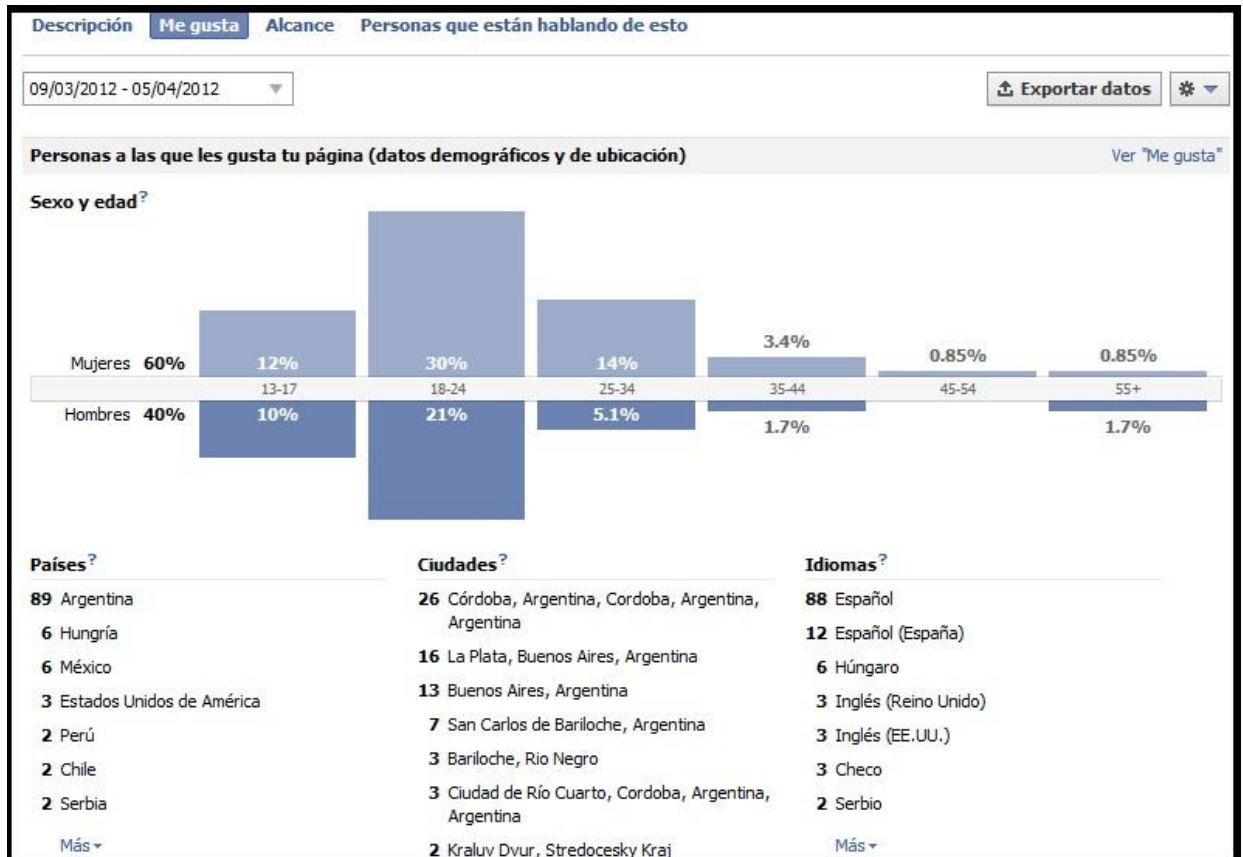 Descripción Me gusta Alcance Personas que están hablando de esto
09/03/2012 - 05/04/2012
Exportar datos
Personas a las que les gusta tu página (datos demográficos y de ubicación)
Ver "Me gusta"
Sexo y edad?
Mujeres 60% 12% 30% 14% 3.4% 0.85% 0.85%
13-17 18-24 25-34 35-44 45-54 55+
Hombres 40% 10% 21% 5.1% 1.7% 1.7%
Países?
89 Argentina
6 Hungría
6 México
3 Estados Unidos de América
2 Perú
2 Chile
2 Serbia
Más
Ciudades?
26 Córdoba, Argentina, Cordoba, Argentina,
Argentina
16 La Plata, Buenos Aires, Argentina
13 Buenos Aires, Argentina
7 San Carlos de Bariloche, Argentina
3 Bariloche, Rio Negro
3 Ciudad de Río Cuarto, Cordoba, Argentina,
Argentina
2 Kraluv Dvur, Stredocesky Kraj
Idiomas?
88 Español
12 Español (España)
6 Húngaro
3 Inglés (Reino Unido)
3 Inglés (EE.UU.)
3 Checo
2 Serbio
Más